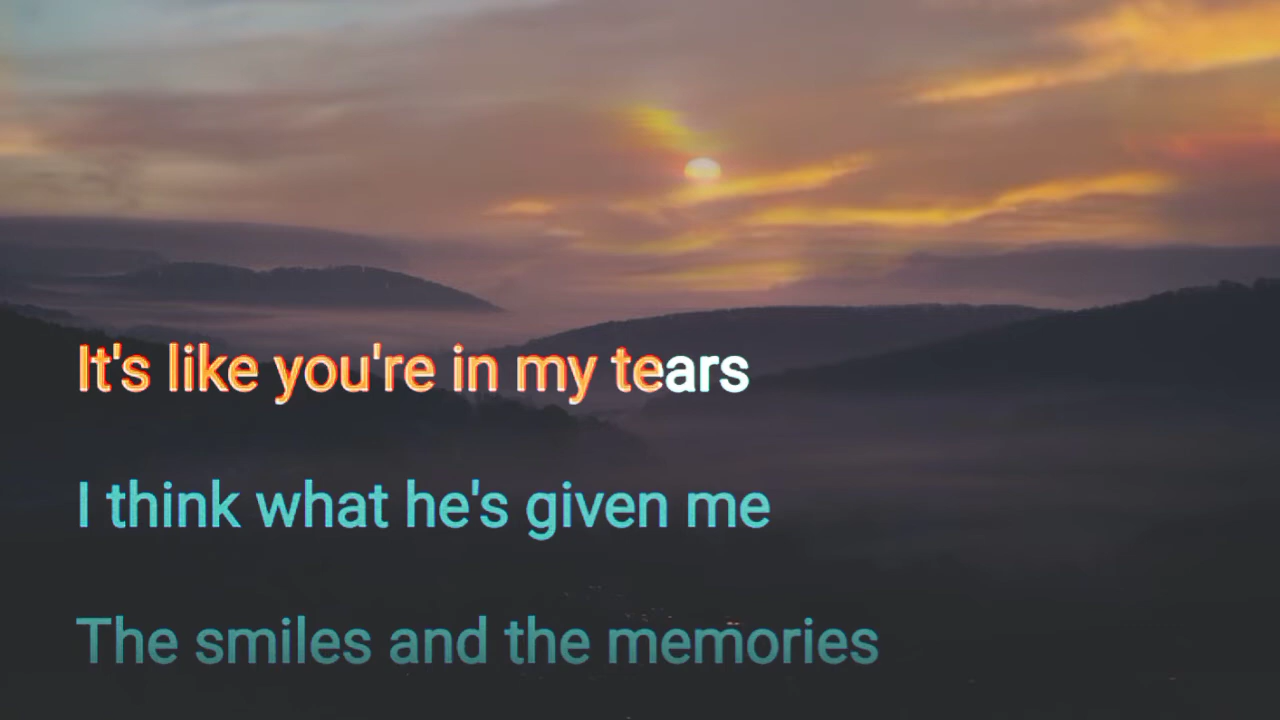 It's like you're in my tears
I think what he's given me
The smiles and the memories